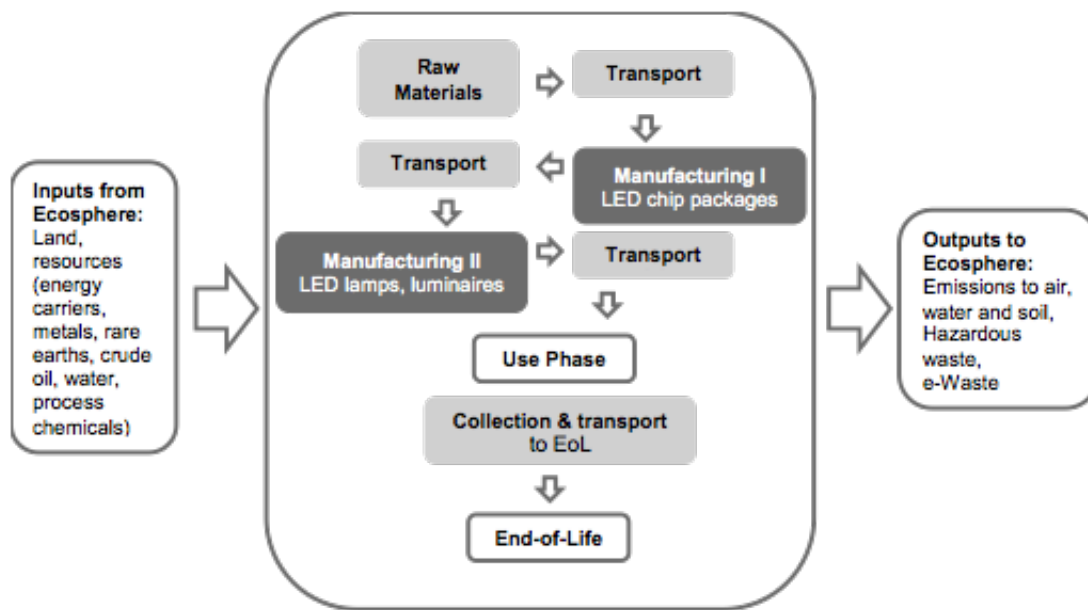 Inputs from
Ecosphere:
Land,
resources
(energy
carriers,
metals, rare
earths, crude
oil, water,
process
chemicals)
Raw
Materials
Transport
Transport
Manufacturing I
LED chip packages
Manufacturing II
LED lamps, luminaires
Transport
Use Phase
Collection & transport
to EoL
End-of-Life
Outputs to
Ecosphere:
Emissions to air,
water and soil,
Hazardous
waste,
e-Waste